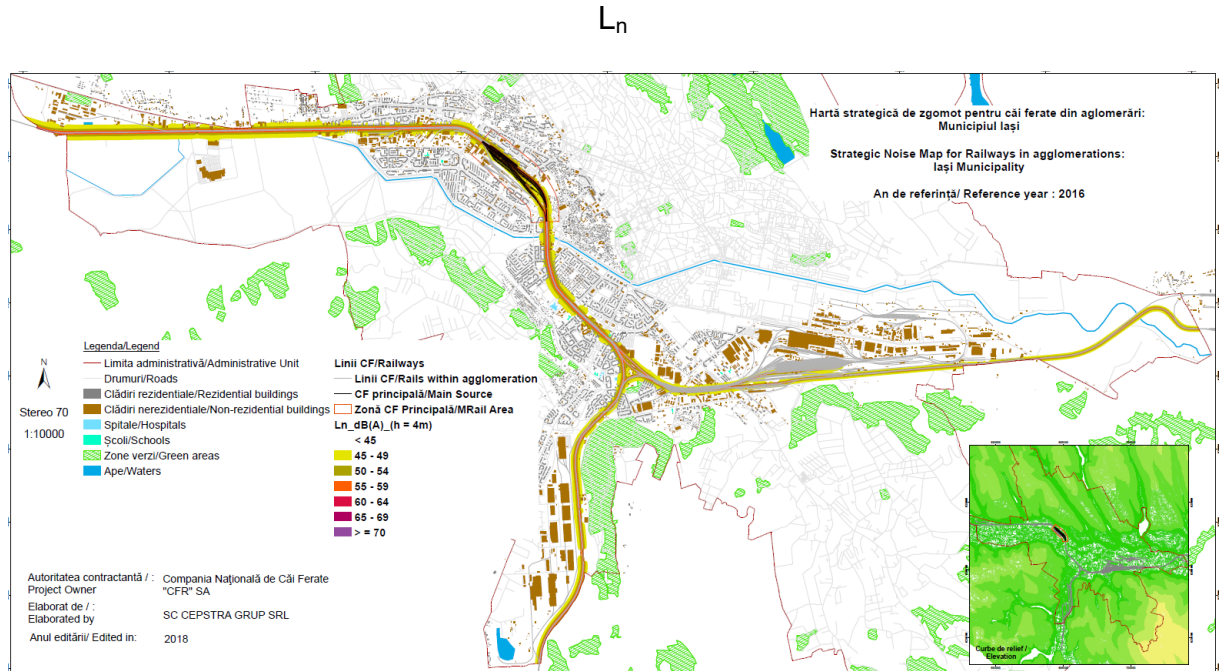 Ln
Hartă strategică de zgomot pentru căi ferate din aglomerări:
Municipiul Iași
Strategic Noise Map for Railways in agglomerations:
Iași Municipality
An de referință/ Reference year : 2016
Legenda/Legend
Limita administrativă/Administrative Unit
Drumuri/Roads
Clădiri rezidentiale/Rezidential buildings
Clădiri nerezidentiale/Non-rezidential buildings
Spitale/Hospitals
Școli/Schools
Zone verzi/Green areas
Ape/Waters
Linii CF/Railways
Linii CF/Rails within agglomeration
CF principală/Main Source
Zonă CF Principală/MRail Area
Ln_dB(A)_(h = 4m)
< 45
45 - 49
50 - 54
55 - 59
60 - 64
65 - 69
> = 70
N
Stereo 70
1:10000
Autoritatea contractantă / : Compania Națională de Căi Ferate
Project Owner "CFR" SA
Elaborat de / :
Elaborated by SC CEPSTRA GRUP SRL
Anul editării/ Edited in: 2018
Curbe de relief /
Elevation